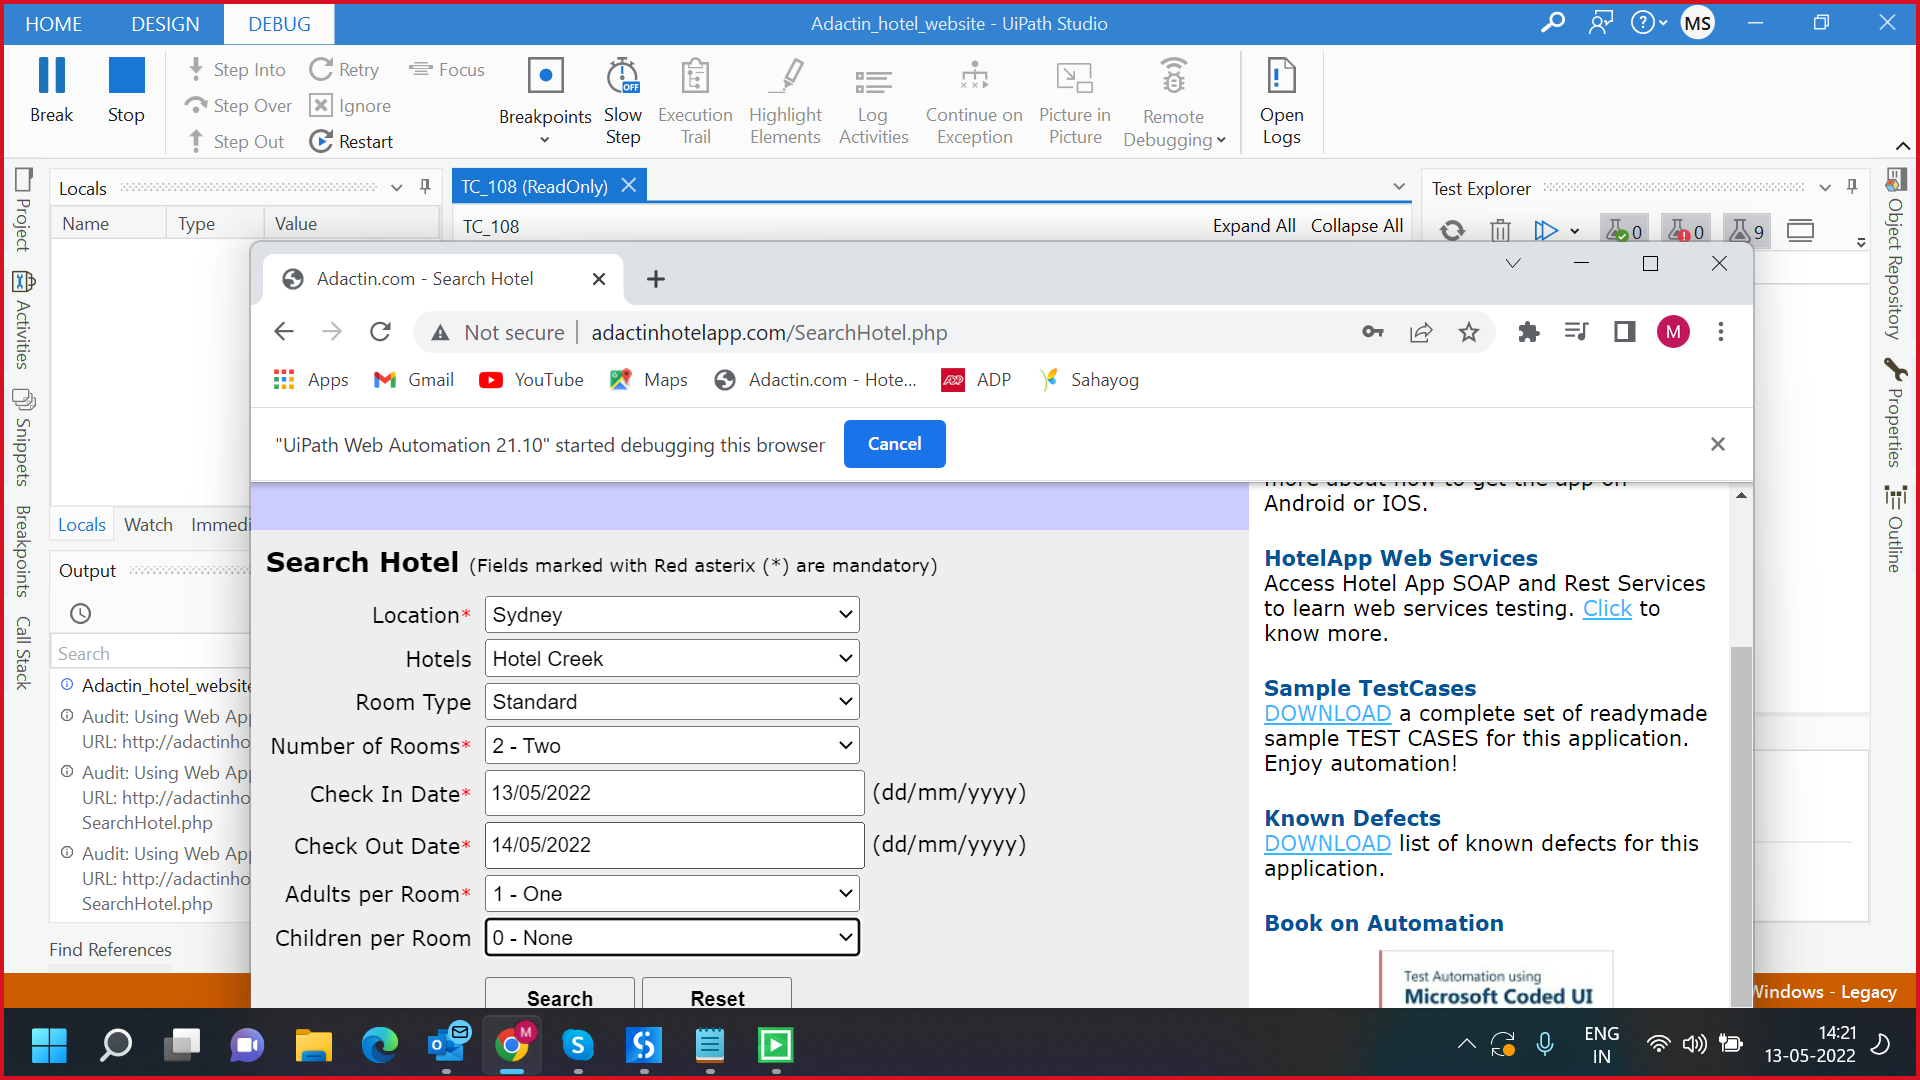 HOME DESIGN DEBUG
Adactin_hotel_website - UiPath Studio
MS
Break
Stop
Step Into
Step Over
Step Out
Retry
Ignore
Restart
Focus
Breakpoints
Slow
Step
OFF
Execution
Trail
Highlight
Elements
Log
Activities
Continue on
Exception
Picture in
Picture
Remote
Debugging
Open
Logs
Project
Activities
Snippets
Breakpoints
Call Stack
Locals
Name Type Value
TC_108 (ReadOnly)
TC_108
Expand All Collapse All
Test Explorer
0 0 9
Object Repository
Properties
Outline
Adactin.com - Search Hotel
Not secure adactinhotelapp.com/SearchHotel.php
M
Apps Gmail YouTube Maps Adactin.com - Hote... ADP Sahayog
"UiPath Web Automation 21.10" started debugging this browser Cancel
Locals Watch Immedi
Output
Search
Adactin_hotel_website
Audit: Using Web App
URL: http://adactinho
Audit: Using Web App
URL: http://adactinho
SearchHotel.php
Audit: Using Web App
URL: http://adactinho
SearchHotel.php
Find References
Search Hotel (Fields marked with Red asterix (*) are mandatory)
Location* Sydney
Hotels Hotel Creek
Room Type Standard
Number of Rooms* 2 - Two
Check In Date* 13/05/2022 (dd/mm/yyyy)
Check Out Date* 14/05/2022 (dd/mm/yyyy)
Adults per Room* 1 - One
Children per Room 0 - None
Search Reset
more about how to get the app on
Android or IOS.
HotelApp Web Services
Access Hotel App SOAP and Rest Services
to learn web services testing. Click to
know more.
Sample TestCases
DOWNLOAD a complete set of readymade
sample TEST CASES for this application.
Enjoy automation!
Known Defects
DOWNLOAD list of known defects for this
application.
Book on Automation
Test Automation using
Microsoft Coded UI
Windows - Legacy
M
ENG
IN
14:21
13-05-2022